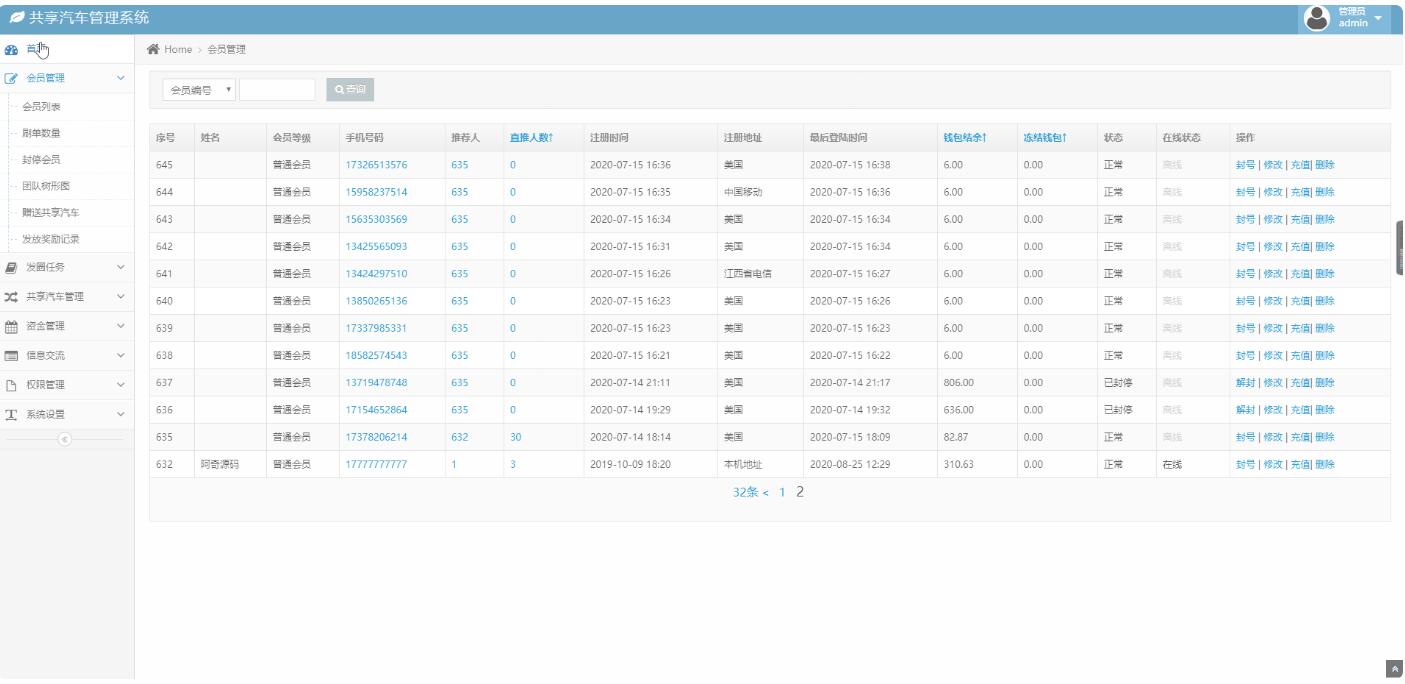 共享汽车管理系统
管理员
admin
首
Home > 会员管理
会员管理
会员列表
刷单数量
封停会员
团队树形图
赠送共享汽车
发放奖励记录
发圈任务
共享汽车管理
资金管理
信息交流
权限管理
系统设置
会员编号 查询
序号 姓名 会员等级 手机号码 推荐人 直推人数↑ 注册时间 注册地址 最后登陆时间 钱包结余↑ 冻结钱包↑ 状态 在线状态 操作
645 普通会员 17326513576 635 0 2020-07-15 16:36 美国 2020-07-15 16:38 6.00 0.00 正常 离线 封号 | 修改 | 充值| 删除
644 普通会员 15958237514 635 0 2020-07-15 16:35 中国移动 2020-07-15 16:36 6.00 0.00 正常 离线 封号 | 修改 | 充值| 删除
643 普通会员 15635303569 635 0 2020-07-15 16:34 美国 2020-07-15 16:34 6.00 0.00 正常 离线 封号 | 修改 | 充值| 删除
642 普通会员 13425565093 635 0 2020-07-15 16:31 美国 2020-07-15 16:34 6.00 0.00 正常 离线 封号 | 修改 | 充值| 删除
641 普通会员 13424297510 635 0 2020-07-15 16:26 江西省电信 2020-07-15 16:27 6.00 0.00 正常 离线 封号 | 修改 | 充值| 删除
640 普通会员 13850265136 635 0 2020-07-15 16:23 美国 2020-07-15 16:26 6.00 0.00 正常 离线 封号 | 修改 | 充值| 删除
639 普通会员 17337985331 635 0 2020-07-15 16:23 美国 2020-07-15 16:23 6.00 0.00 正常 离线 封号 | 修改 | 充值| 删除
638 普通会员 18582574543 635 0 2020-07-15 16:21 美国 2020-07-15 16:22 6.00 0.00 正常 离线 封号 | 修改 | 充值| 删除
637 普通会员 13719478748 635 0 2020-07-14 21:11 美国 2020-07-14 21:17 806.00 0.00 已封停 离线 解封 | 修改 | 充值| 删除
636 普通会员 17154652864 635 0 2020-07-14 19:29 美国 2020-07-14 19:32 636.00 0.00 已封停 离线 解封 | 修改 | 充值| 删除
635 普通会员 17378206214 632 30 2020-07-14 18:14 美国 2020-07-15 18:09 82.87 0.00 正常 离线 封号 | 修改 | 充值| 删除
632 阿奇源码 普通会员 17777777777 1 3 2019-10-09 18:20 本机地址 2020-08-25 12:29 310.63 0.00 正常 在线 封号 | 修改 | 充值| 删除
32条 < 1 2